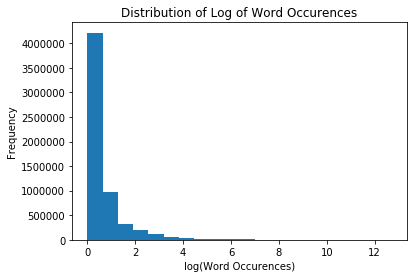 Distribution of Log of Word Occurences
Frequency
4000000
3500000
3000000
2500000
2000000
1500000
1000000
500000
0
0 2 4 6 8 10 12
log(Word Occurences)